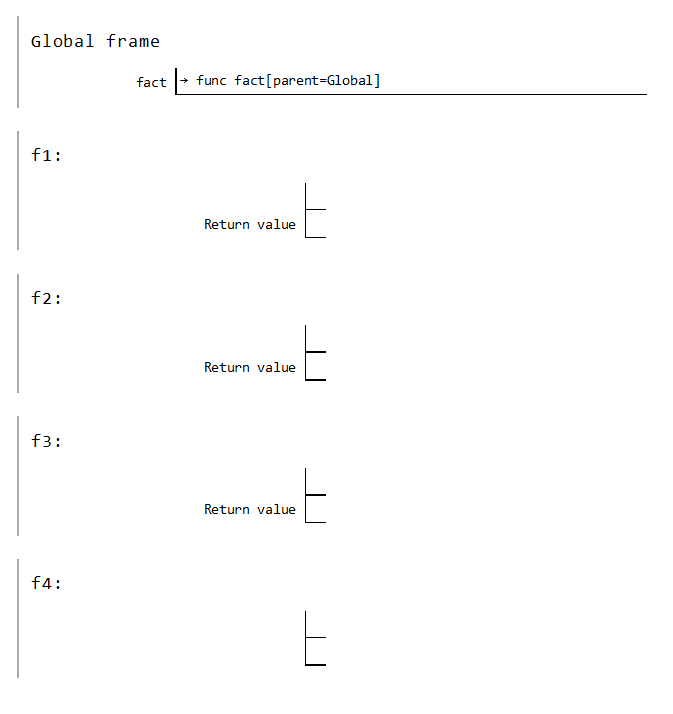 Global frame
fact → func fact[parent=Global]
f1:
Return value
f2:
Return value
f3:
Return value
f4: